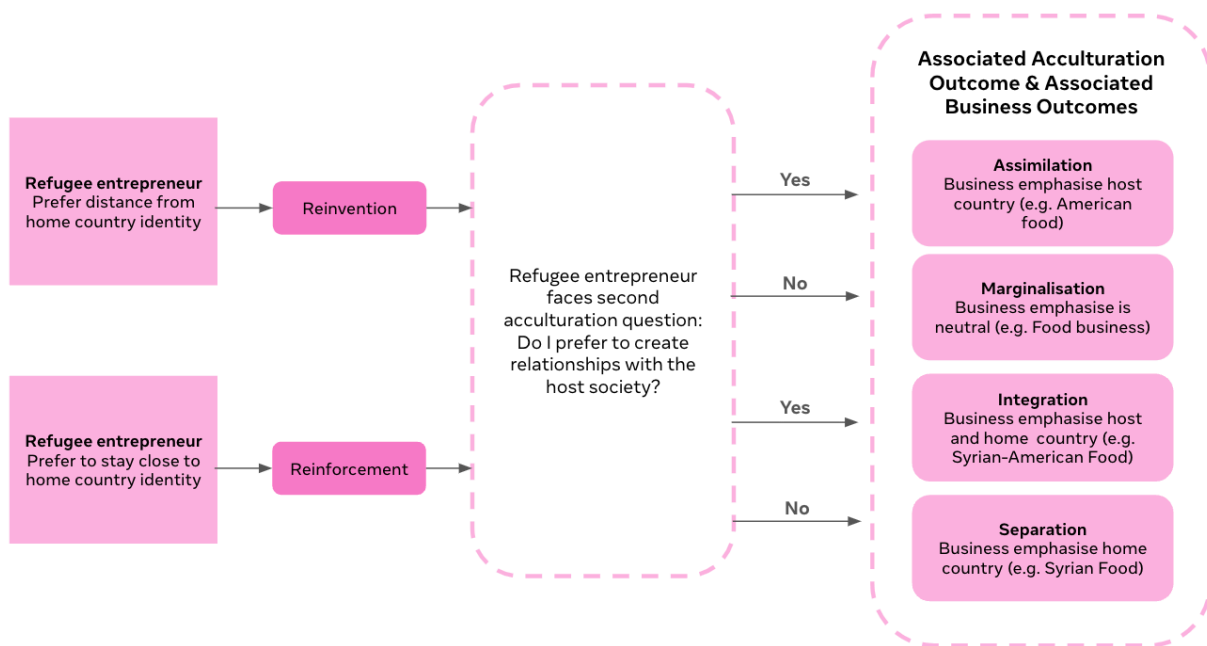 Refugee entrepreneur
Prefer distance from
home country identity
Reinvention
Refugee entrepreneur
Prefer to stay close to
home country identity
Reinforcement
Refugee entrepreneur
faces second
acculturation question:
Do I prefer to create
relationships with the
host society?
Yes
No
Yes
No
Associated Acculturation
Outcome & Associated
Business Outcomes
Assimilation
Business emphasise host
country (e.g. American
food)
Marginalisation
Business emphasise is
neutral (e.g. Food business)
Integration
Business emphasise host
and home country (e.g.
Syrian-American Food)
Separation
Business emphasise home
country (e.g. Syrian Food)